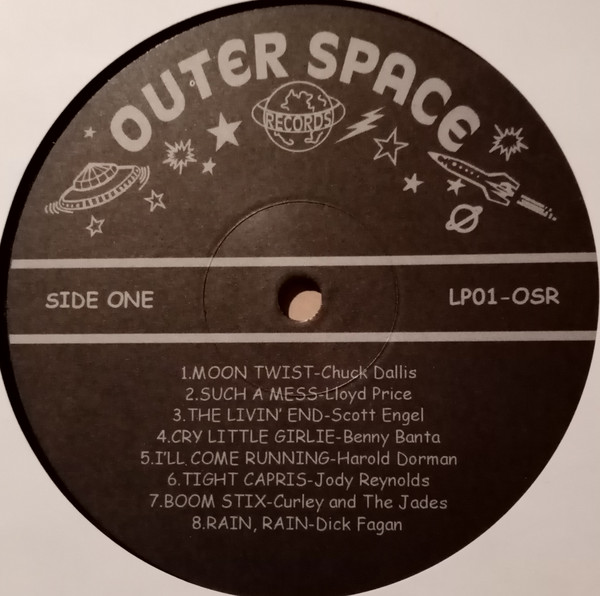 OUTER SPACE
RECORDS
SIDE ONE
LP01-OSR
1.MOON TWIST-Chuck Dallis
2.SUCH A MESS-Lloyd Price
3.THE LIVIN' END-Scott Engel
4.CRY LITTLE GIRLIE-Benny Banta
5.I'LL COME RUNNING-Harold Dorman
6.TIGHT CAPRIS-Jody Reynolds
7.BOOM STIX-Curley and The Jades
8.RAIN, RAIN-Dick Fagan